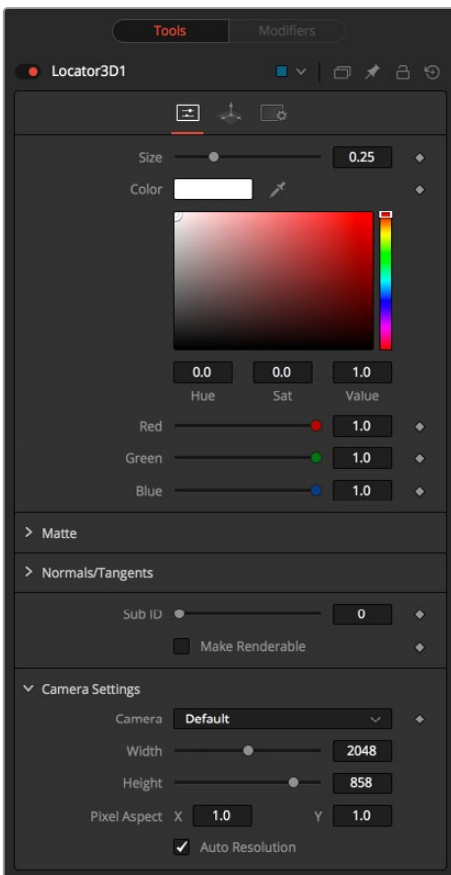 Tools Modifiers
Locator3D1
Size 0.25
Color
0.0 0.0 1.0
Hue Sat Value
Red 1.0
Green 1.0
Blue 1.0
Matte
Normals/Tangents
Sub ID 0
Make Renderable
Camera Settings
Camera Default
Width 2048
Height 858
Pixel Aspect X 1.0 Y 1.0
Auto Resolution